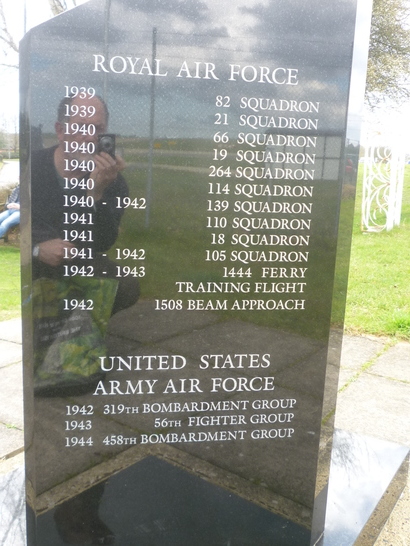 ROYAL AIR FORCE
1939 82 SQUADRON
1939 21 SQUADRON
1940 66 SQUADRON
1940 19 SQUADRON
1940 264 SQUADRON
1940 114 SQUADRON
1940 - 1942 139 SQUADRON
1941 110 SQUADRON
1941 18 SQUADRON
1941 - 1942 105 SQUADRON
1942 - 1943 1444 FERRY
TRAINING FLIGHT
1942 1508 BEAM APPROACH
UNITED STATES
ARMY AIR FORCE
1942 319TH BOMBARDMENT GROUP
1943 56TH FIGHTER GROUP
1944 458TH BOMBARDMENT GROUP